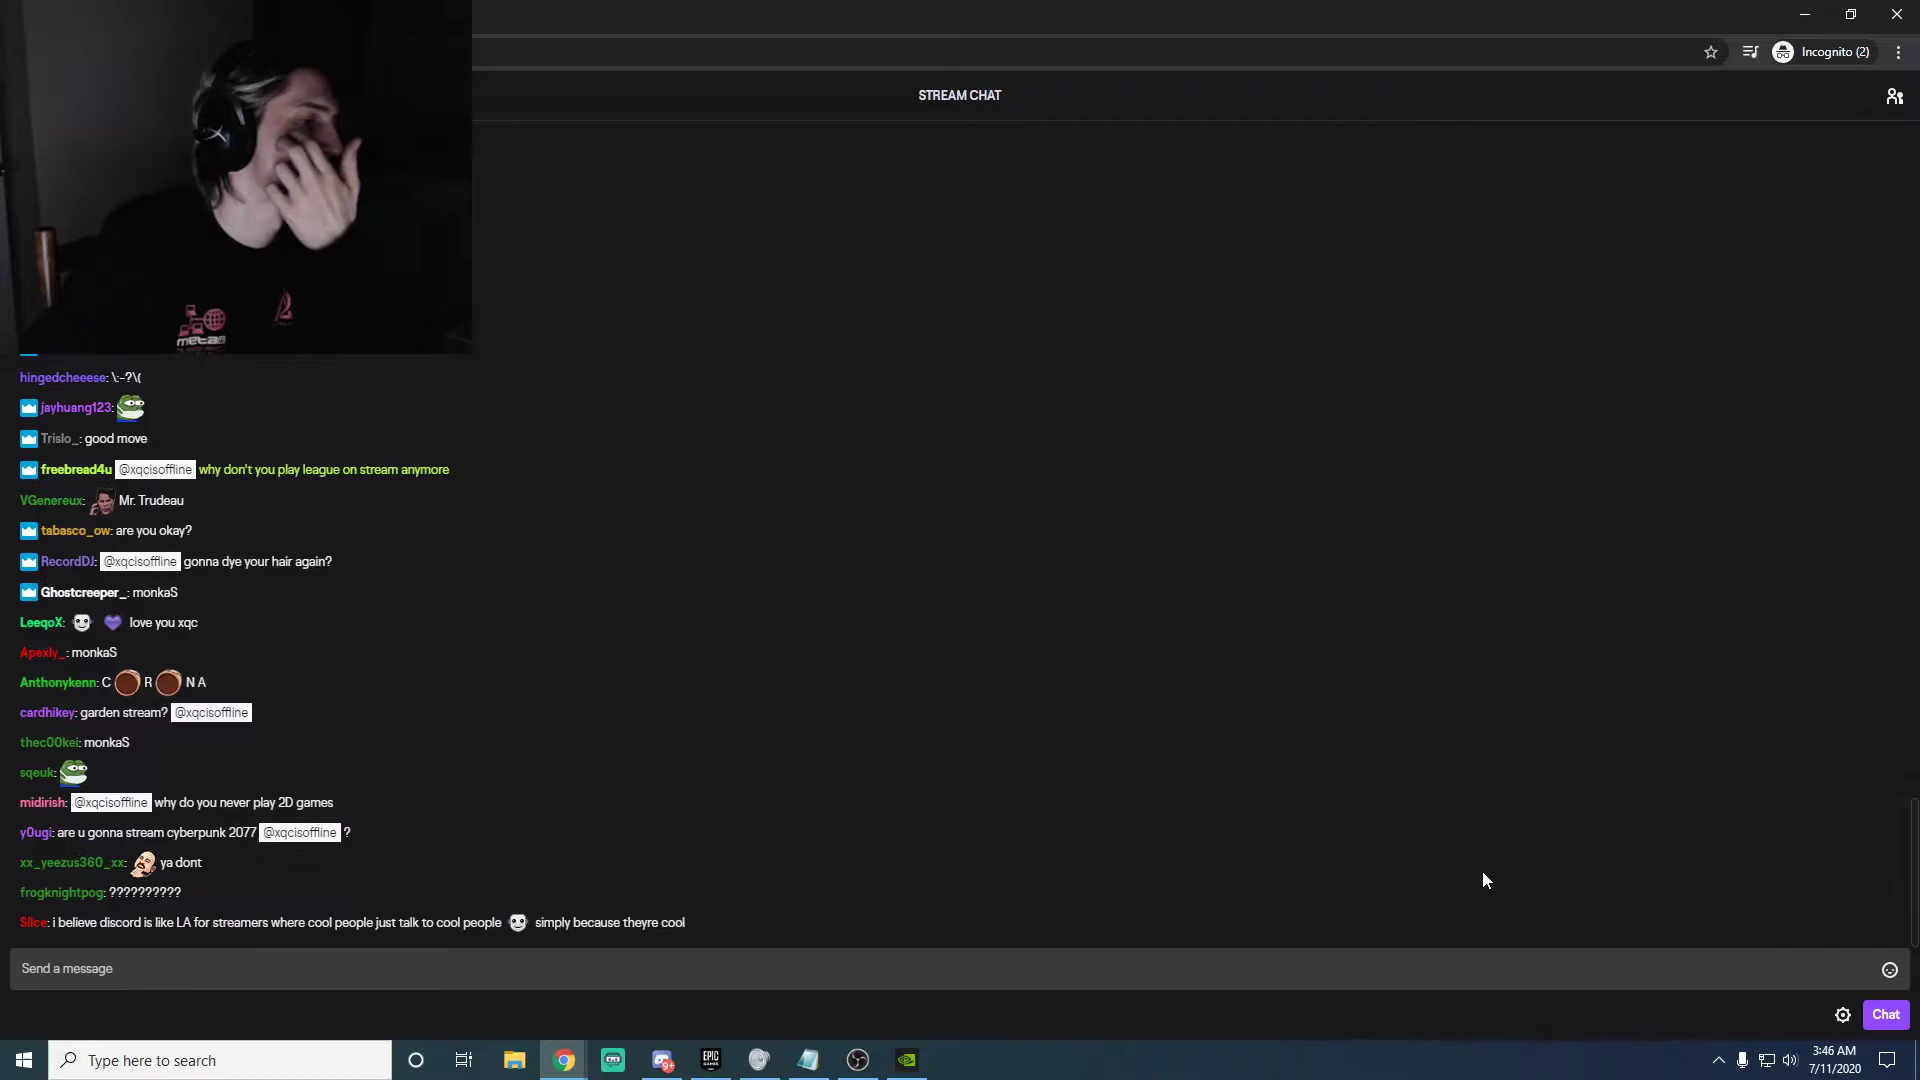 Incognito (2)
STREAM CHAT
meta
hingedcheeese: \:-?\(
jayhuang123:
Trislo_: good move
freebread4u @xqcisoffline why don't you play league on stream anymore
VGenereux: Mr. Trudeau
tabasco_ow: are you okay?
RecordDJ: @xqcisoffline gonna dye your hair again?
Ghostcreeper_: monkaS
LeeqoX: love you xqc
Apexly_: monkaS
Anthonykenn: C R N A
cardhikey: garden stream? @xqcisoffline
thec00kei: monkaS
sqeuk:
midirish: @xqcisoffline why do you never play 2D games
y0ugi: are u gonna stream cyberpunk 2077 @xqcisoffline ?
xx_yeezus360_xx: ya dont
frogknightpog: ??????????
Silce: i believe discord is like LA for streamers where cool people just talk to cool people simply because theyre cool
Send a message
Chat
Type here to search
9+
EPIC
GAMES
3:46 AM
7/11/2020